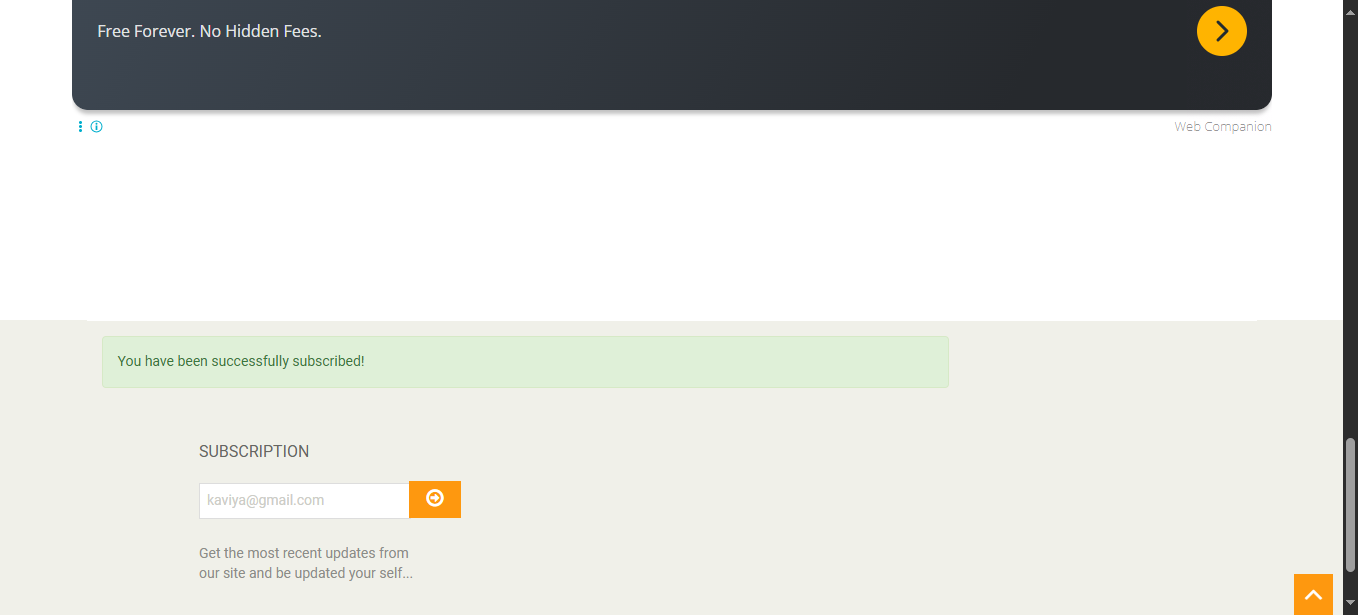 Free Forever. No Hidden Fees.
Web Companion
You have been successfully subscribed!
SUBSCRIPTION
kaviya@gmail.com
Get the most recent updates from
our site and be updated your self...